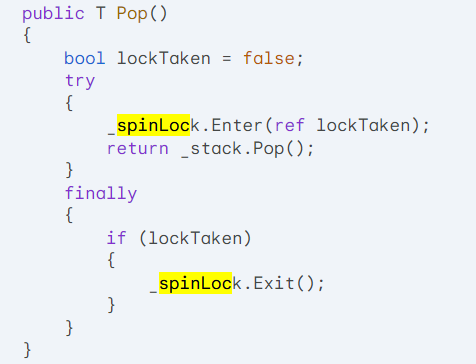 public T Pop()
{
bool lockTaken = false;
try
{
_spinLock.Enter(ref lockTaken);
return _stack.Pop();
}
finally
{
if (lockTaken)
{
_spinLock.Exit();
}
}
}